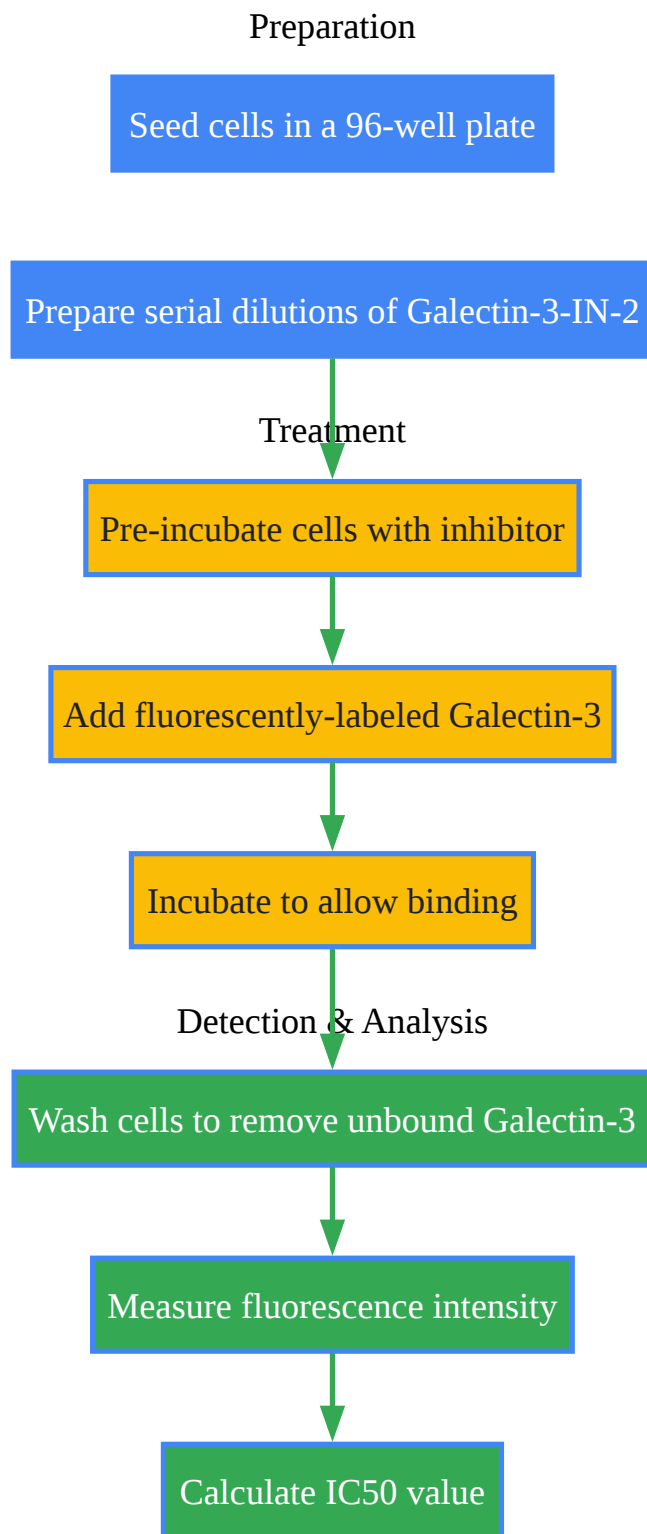 Preparation
Seed cells in a 96-well plate
Prepare serial dilutions of Galectin-3-IN-2
Treatment
Pre-incubate cells with inhibitor
Add fluorescently-labeled Galectin-3
Incubate to allow binding
Detection & Analysis
Wash cells to remove unbound Galectin-3
Measure fluorescence intensity
Calculate IC50 value